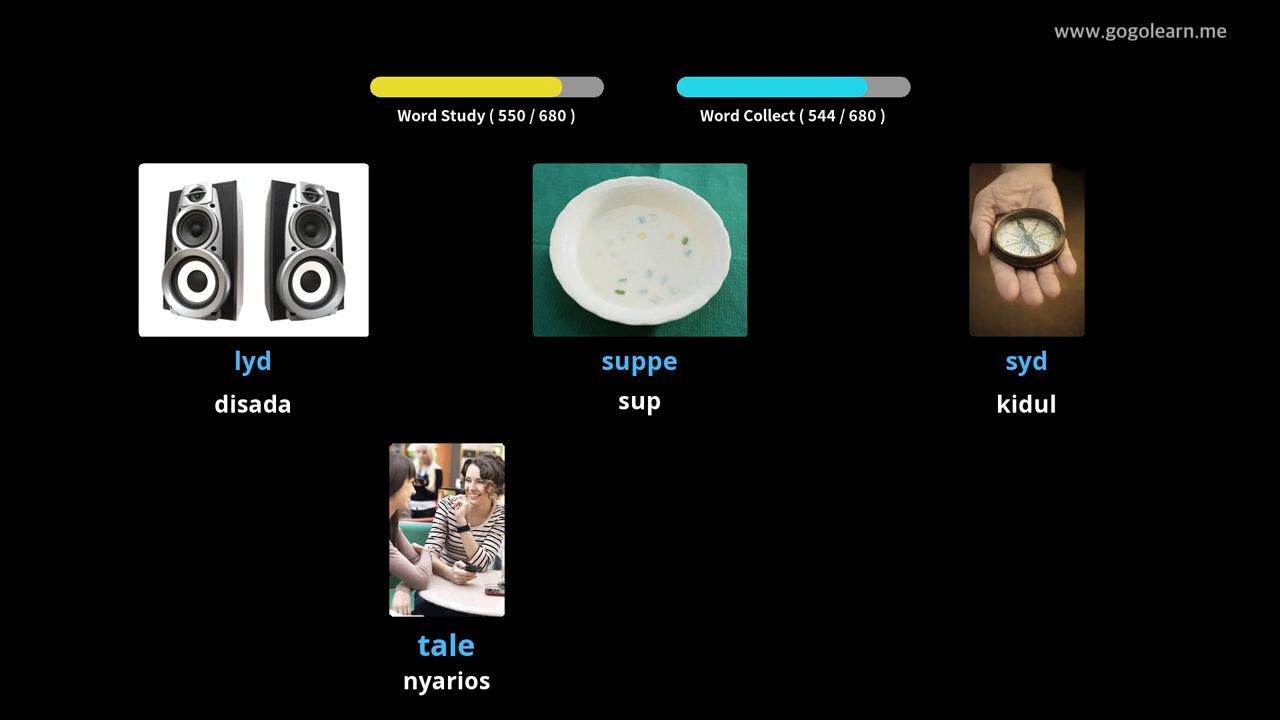 www.gogolearn.me
Word Study ( 550 / 680 )
Word Collect ( 544 / 680 )
lyd
disada
suppe
sup
syd
kidul
tale
nyarios